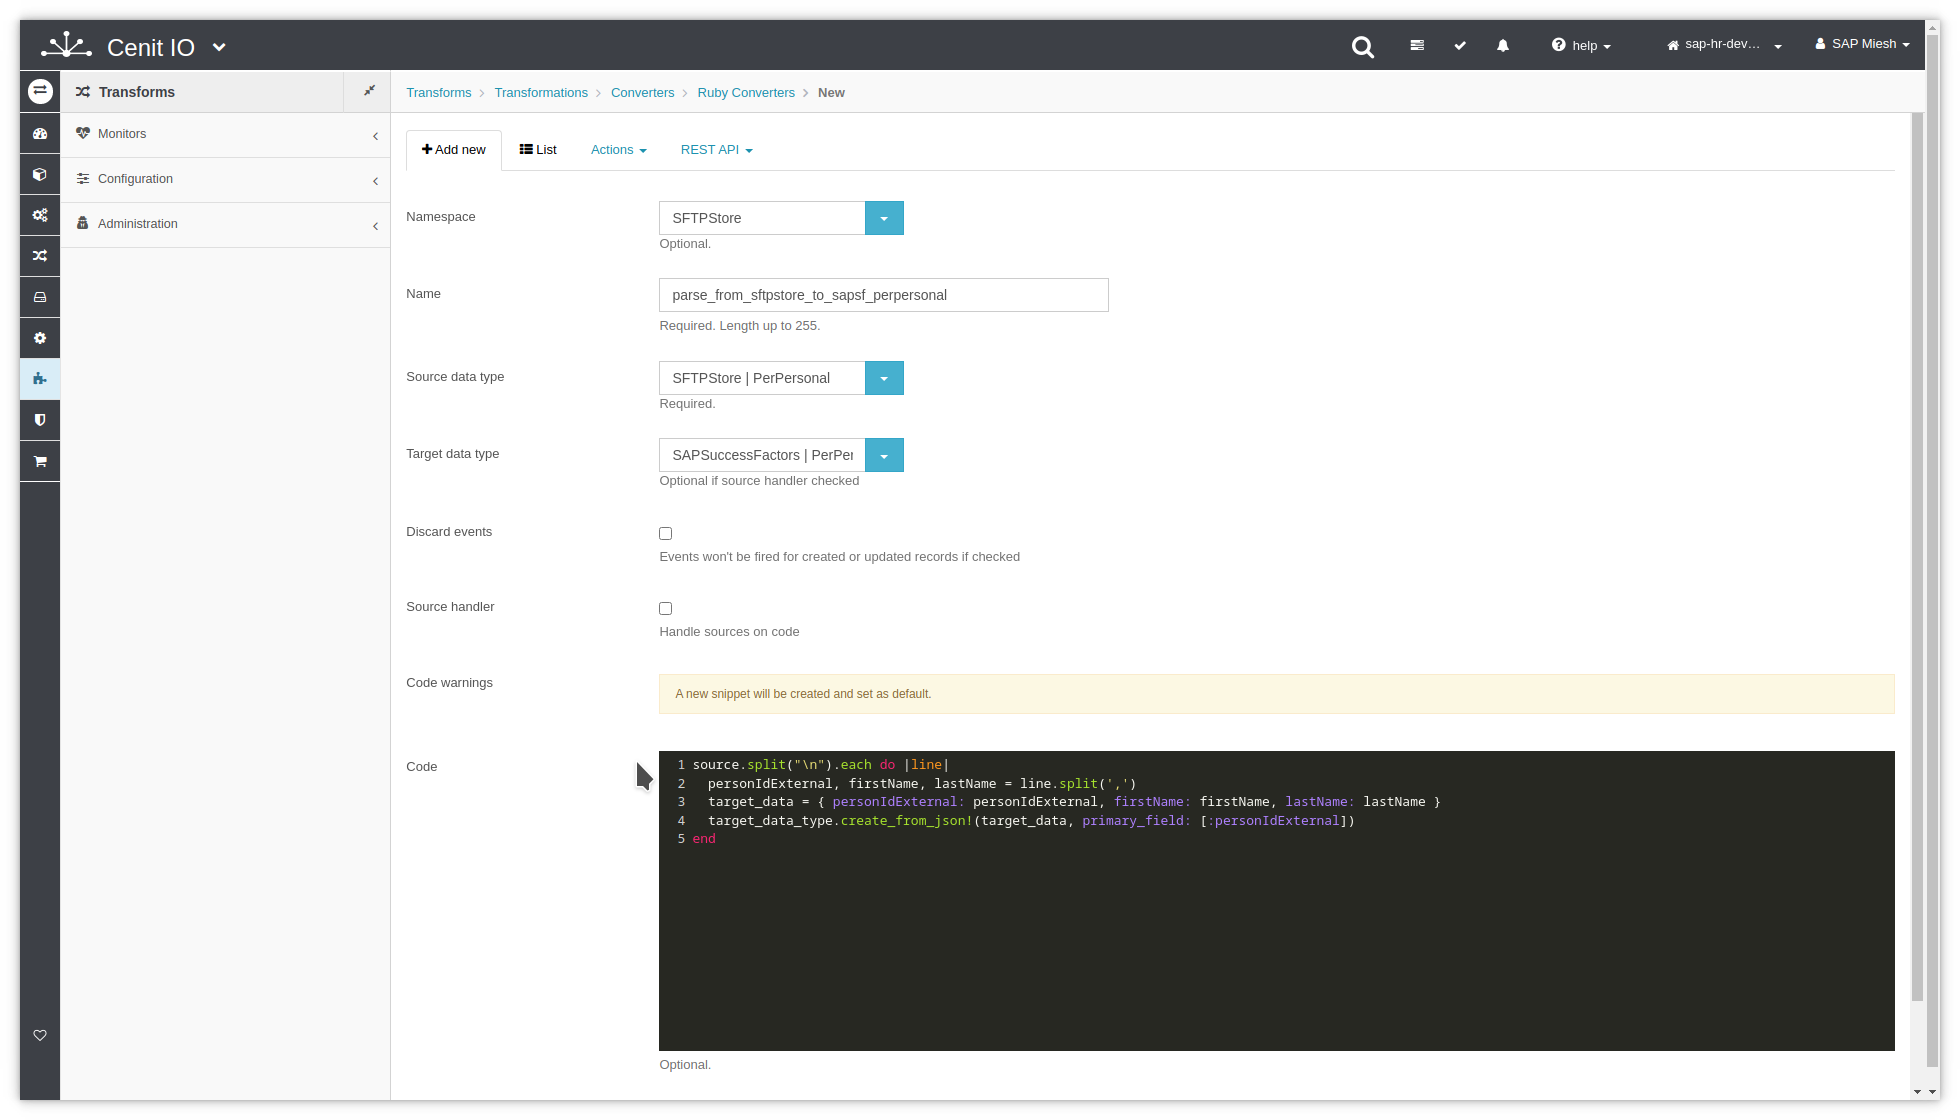 Cenit IO
help
sap-hr-dev...
SAP Miesh
Transforms
Transforms > Transformations > Converters > Ruby Converters > New
Monitors
Configuration
Administration
Add new
List
Actions
REST API
Namespace
SFTPStore
Optional.
Name
parse_from_sftpstore_to_sapsf_perpersonal
Required. Length up to 255.
Source data type
SFTPStore | PerPersonal
Required.
Target data type
SAPSuccessFactors | PerPer
Optional if source handler checked
Discard events
Events won't be fired for created or updated records if checked
Source handler
Handle sources on code
Code warnings
A new snippet will be created and set as default.
Code
1 source.split("\n").each do |line|
2   personIdExternal, firstName, lastName = line.split(',')
3   target_data = { personIdExternal: personIdExternal, firstName: firstName, lastName: lastName }
4   target_data_type.create_from_json!(target_data, primary_field: [:personIdExternal])
5 end
Optional.